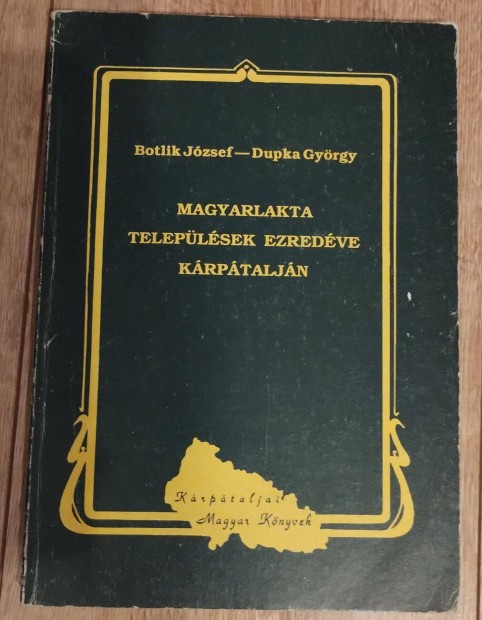 Botlik József — Dupka György
MAGYARLAKTA
TELEPÜLÉSEK EZREDÉVE
KÁRPÁTALJÁN
Kárpátaljai
Magyar Könyvek